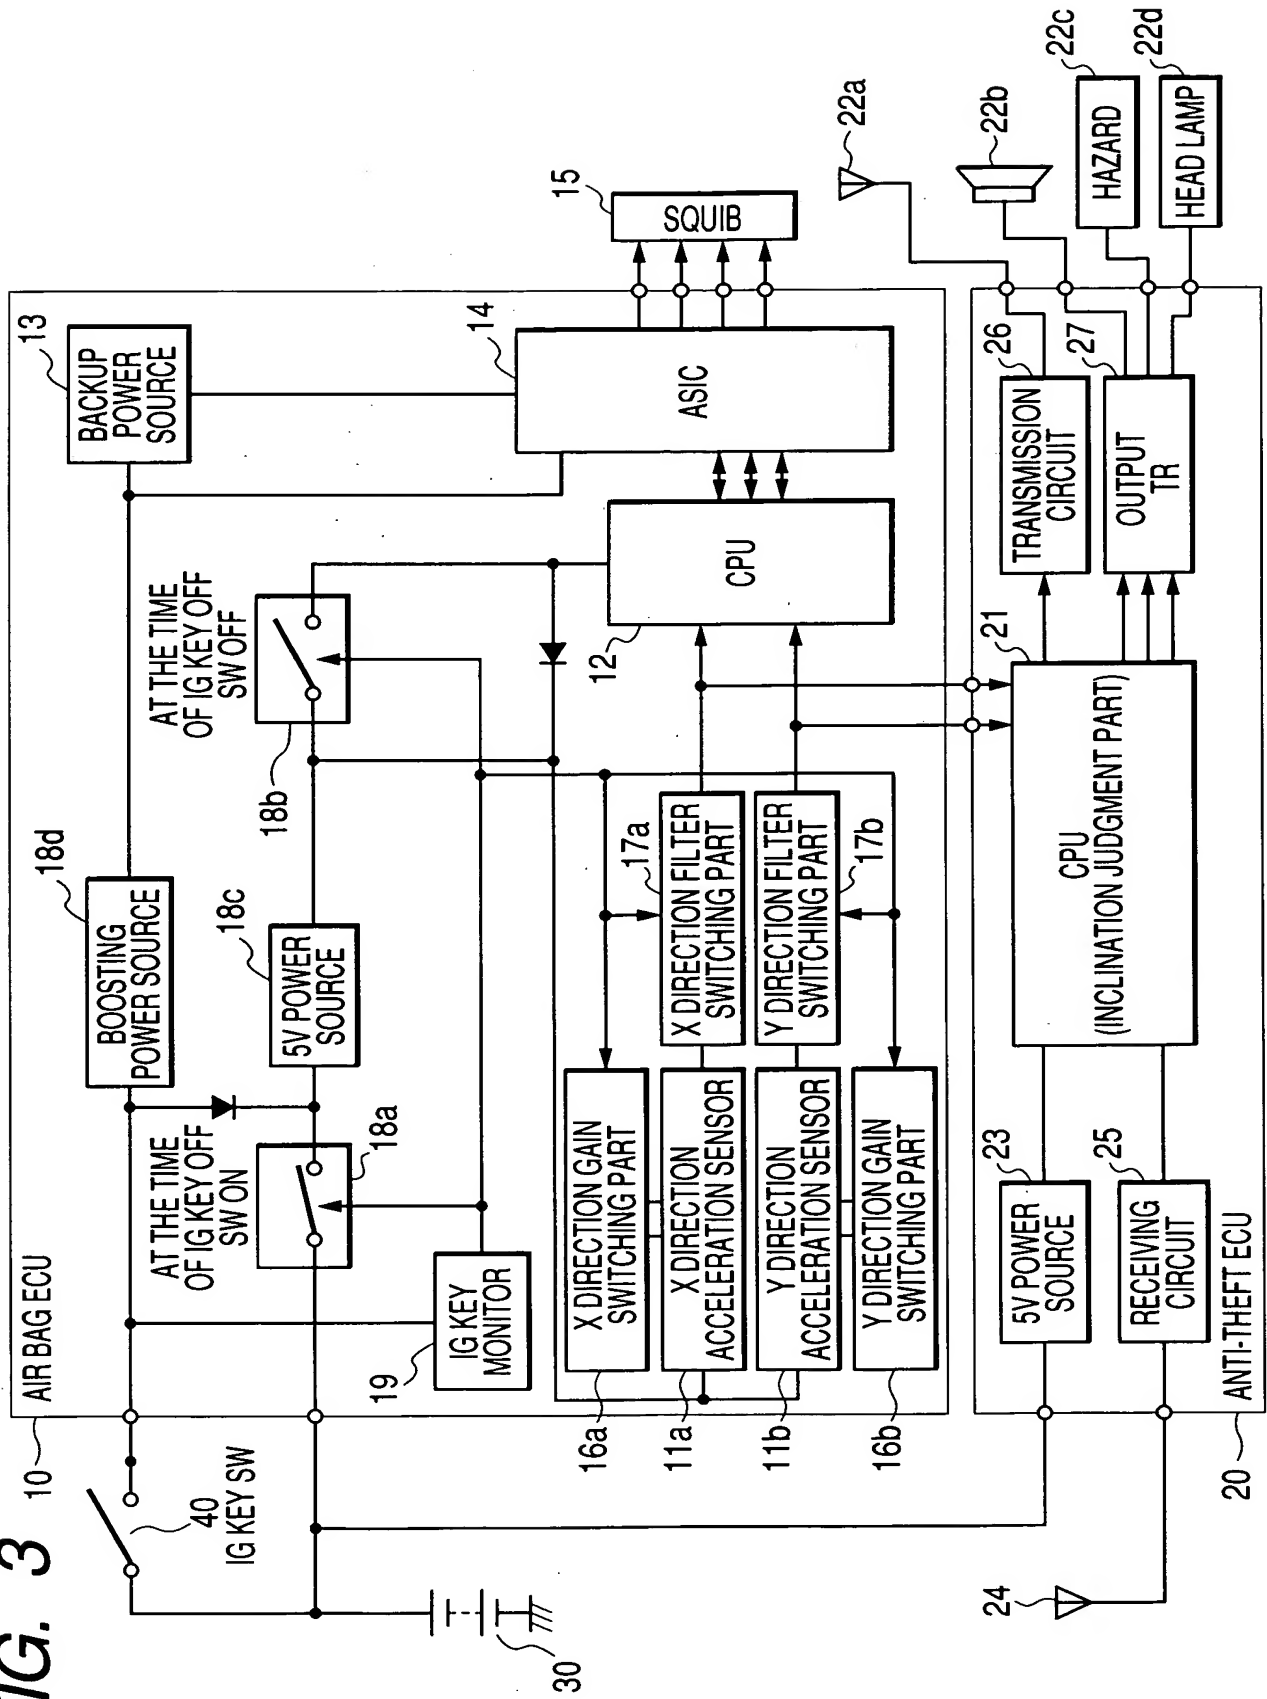 FIG. 3
10
AIR BAG ECU
40
IG KEY SW
30
AT THE TIME
OF IG KEY OFF
SW ON
18a
19
IG KEY
MONITOR
BOOSTING
POWER SOURCE
18d
5V POWER
SOURCE
18c
AT THE TIME
OF IG KEY OFF
SW OFF
18b
BACKUP
POWER
SOURCE
13
14
ASIC
15
SQUIB
12
CPU
16a
X DIRECTION GAIN
SWITCHING PART
11a
X DIRECTION
ACCELERATION SENSOR
11b
Y DIRECTION
ACCELERATION SENSOR
16b
Y DIRECTION GAIN
SWITCHING PART
17a
X DIRECTION FILTER
SWITCHING PART
Y DIRECTION FILTER
SWITCHING PART
17b
20
ANTI-THEFT ECU
24
23
5V POWER
SOURCE
25
RECEIVING
CIRCUIT
21
CPU
(INCLINATION JUDGMENT PART)
26
TRANSMISSION
CIRCUIT
27
OUTPUT
TR
22a
22b
22c
HAZARD
22d
HEAD LAMP